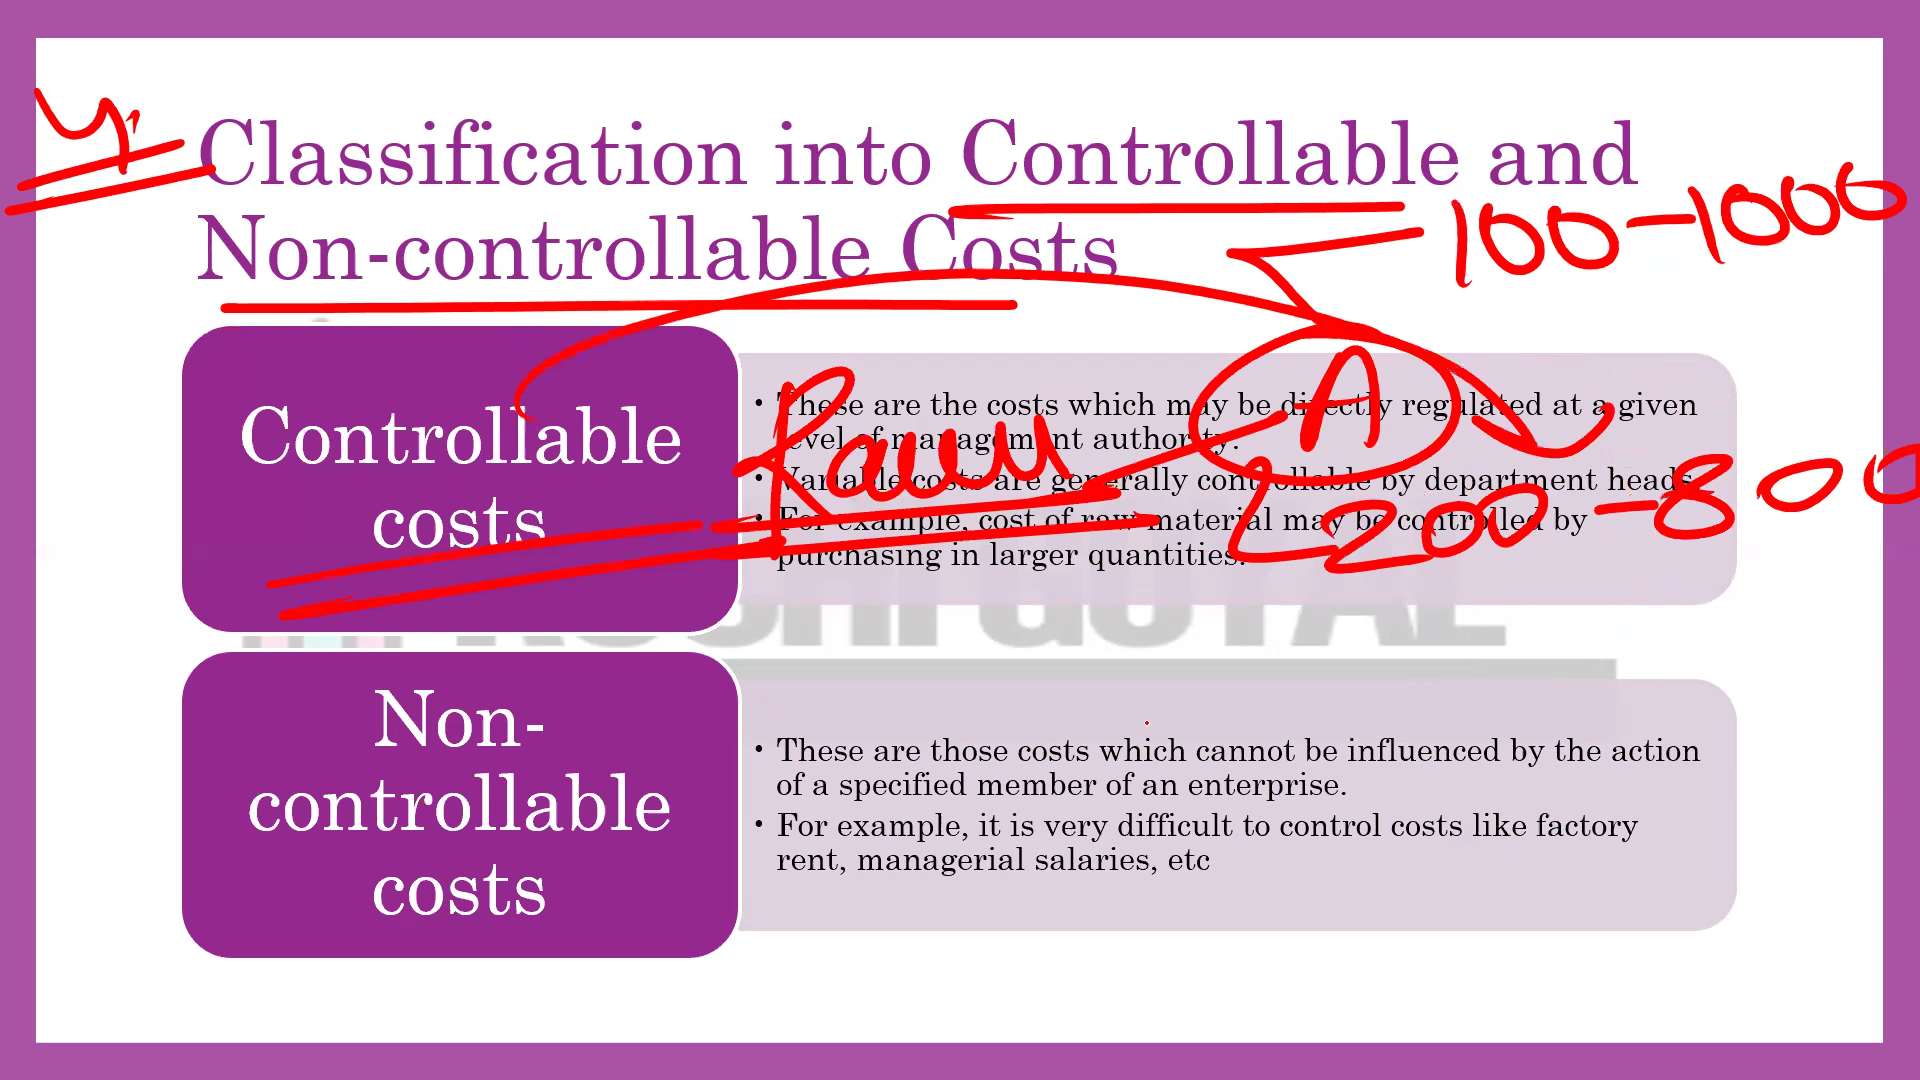 4.
Classification into Controllable and
Non-controllable Costs
100-1000
Controllable
costs
• These are the costs which may be directly regulated at a given
level of management authority.
• Variable costs are generally controllable by department heads.
• For example, cost of raw material may be controlled by
purchasing in larger quantities.
Raw M
A
200-800
Non-
controllable
costs
• These are those costs which cannot be influenced by the action
of a specified member of an enterprise.
• For example, it is very difficult to control costs like factory
rent, managerial salaries, etc